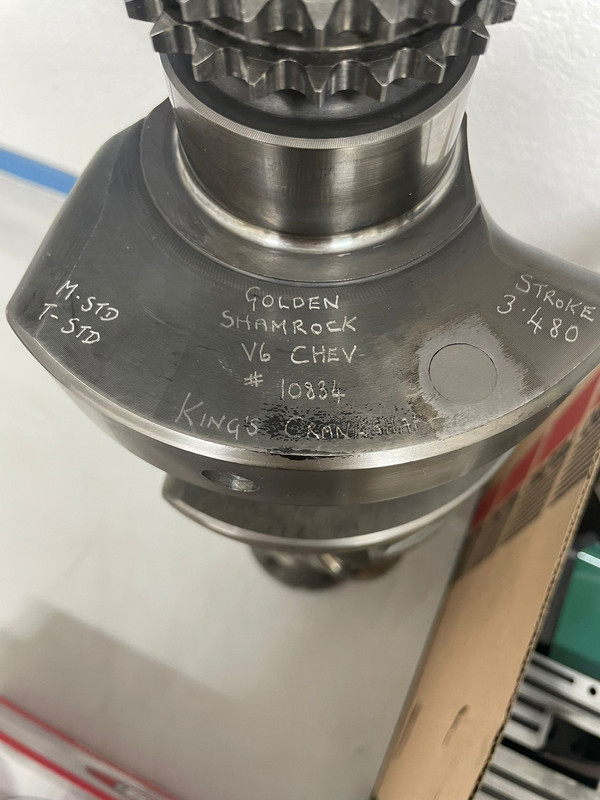 M·STD
T-STD
GOLDEN
SHAMROCK
V6 CHEV
# 10834
KING'S CRANKSHAF
STROKE
3.480